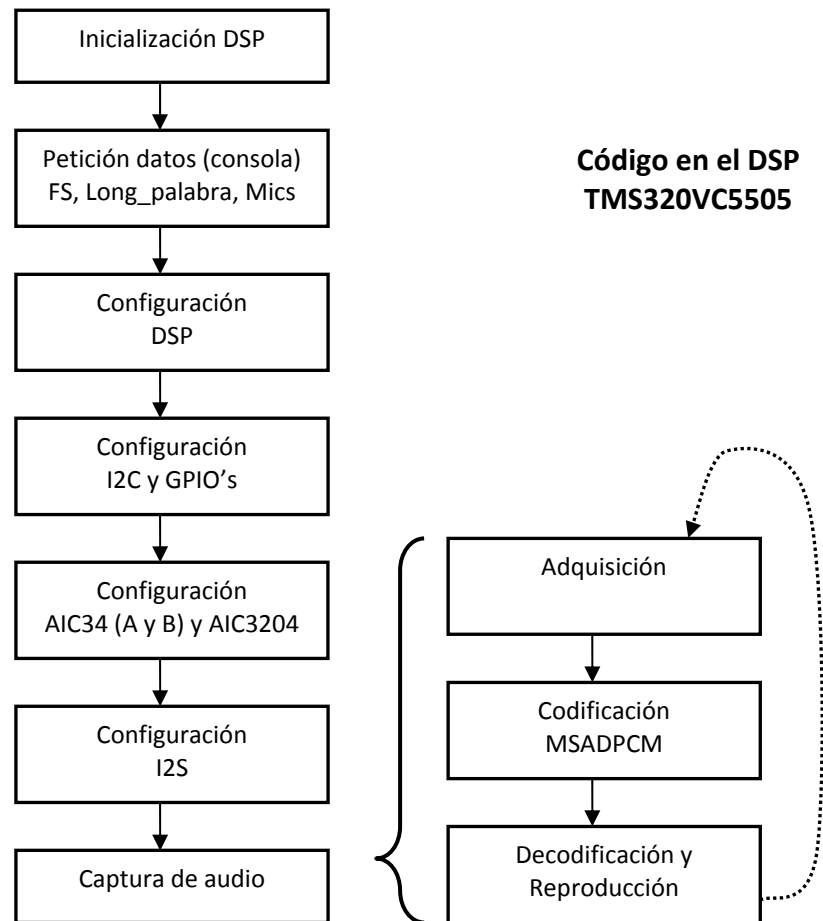 Inicialización DSP
Petición datos (consola)
FS, Long_palabra, Mics
Código en el DSP
TMS320VC5505
Configuración
DSP
Configuración
I2C y GPIO’s
Configuración
AIC34 (A y B) y AIC3204
Configuración
I2S
Captura de audio
Adquisición
Codificación
MSADPCM
Decodificación y
Reproducción